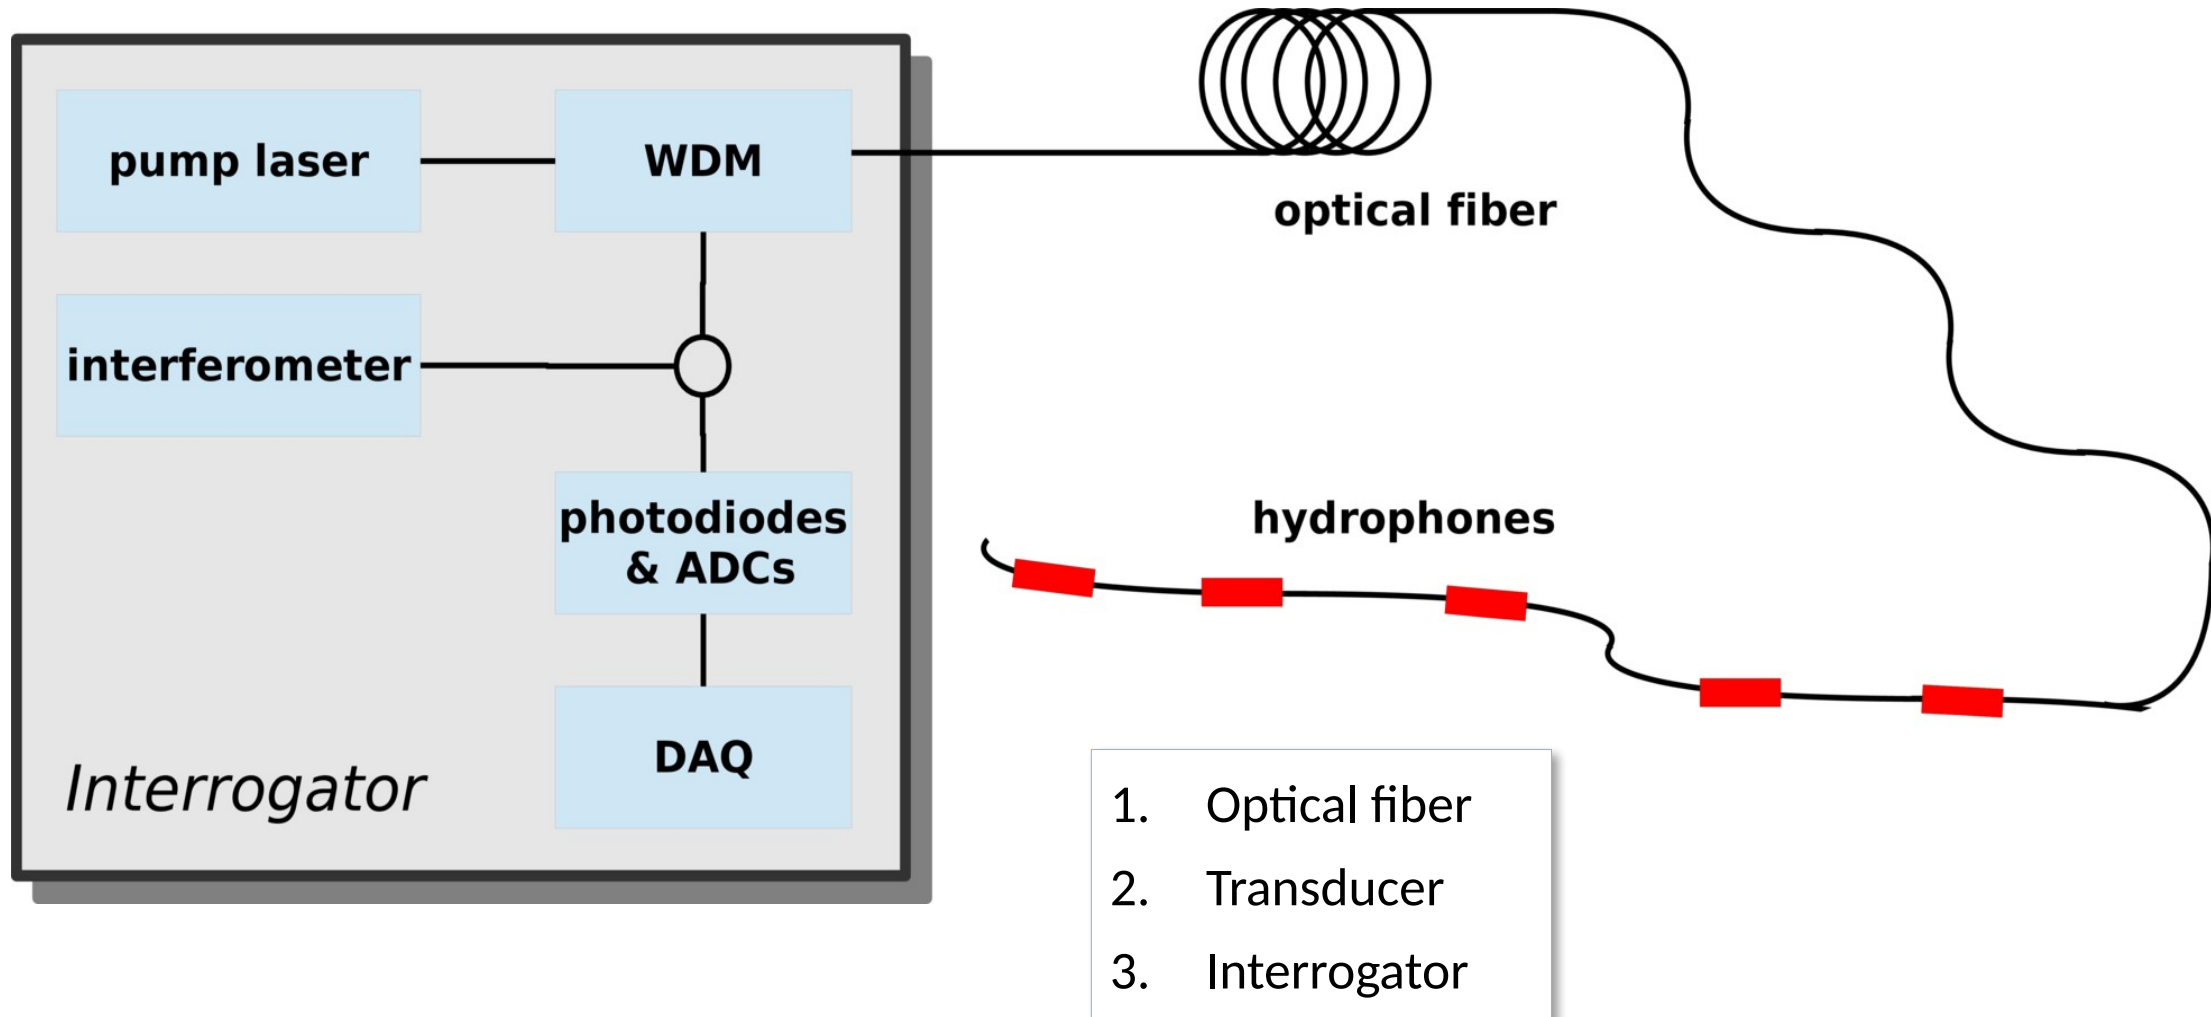 pump laser
WDM
optical fiber
interferometer
photodiodes
& ADCs
hydrophones
DAQ
Interrogator
1. Optical fiber
2. Transducer
3. Interrogator